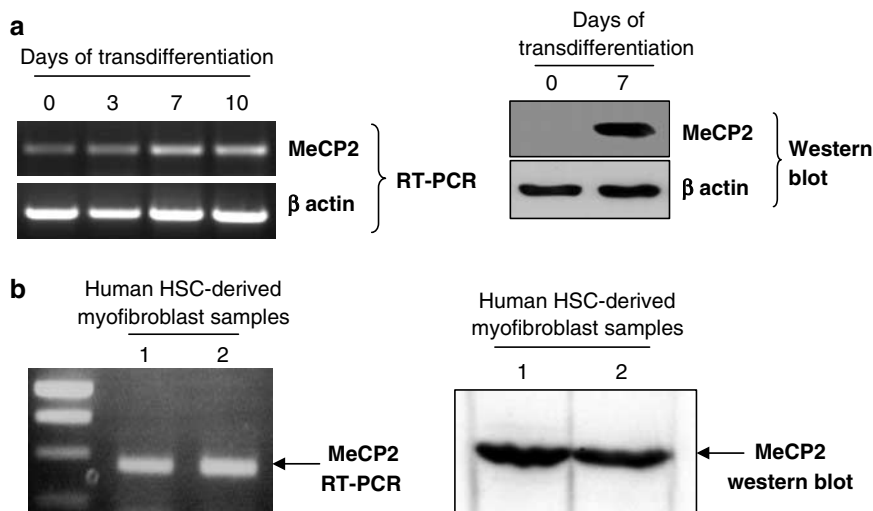 a
Days of transdifferentiation
0 3 7 10
MeCP2
β actin
RT-PCR
Days of
transdifferentiation
0 7
MeCP2
β actin
Western
blot
b
Human HSC-derived
myofibroblast samples
1 2
MeCP2
RT-PCR
Human HSC-derived
myofibroblast samples
1 2
MeCP2
western blot